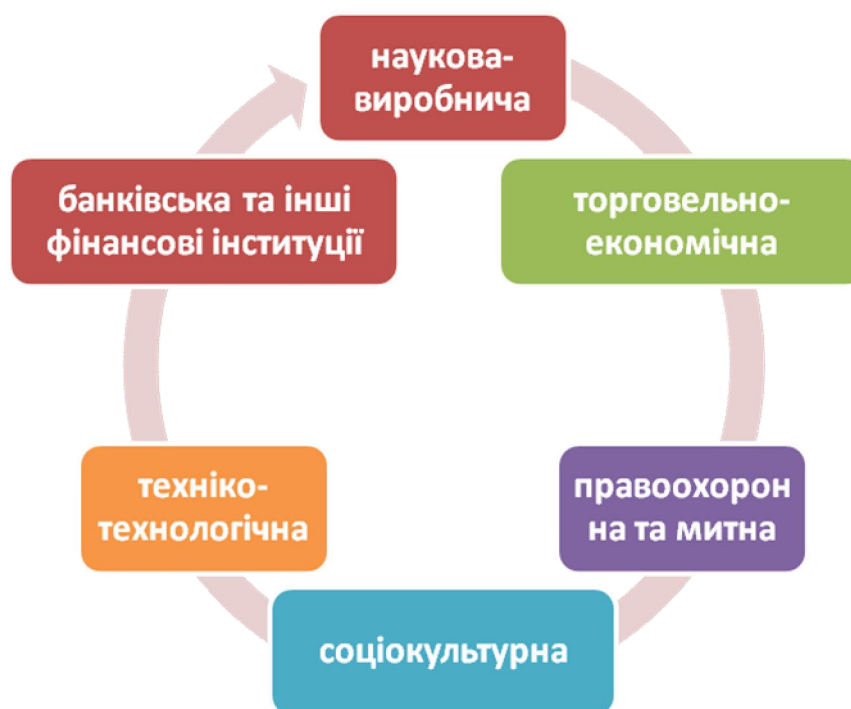 наукова-
виробнича
торговельно-
економічна
правоохорон
на та митна
соціокультурна
техніко-
технологічна
банківська та інші
фінансові інституції